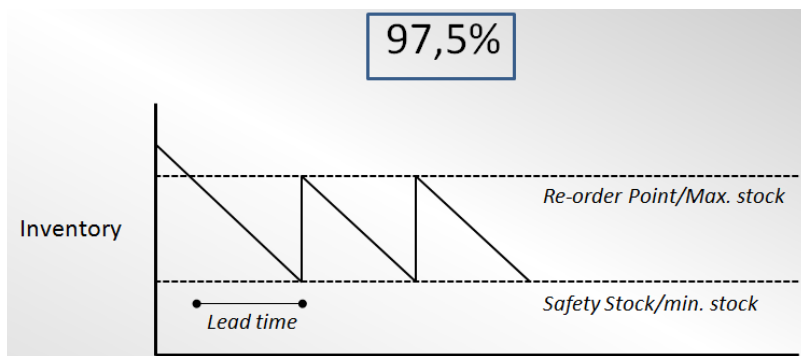 97,5%
Re-order Point/Max. stock
Inventory
Safety Stock/min. stock
Lead time